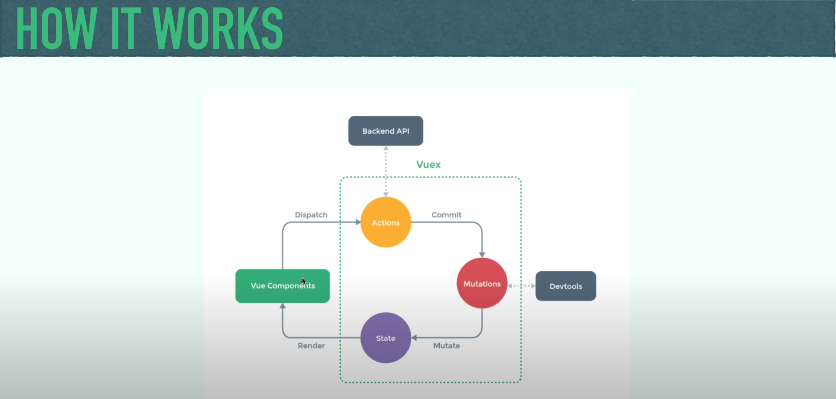 HOW IT WORKS
Backend API
Vuex
Dispatch
Actions
Commit
Vue Components
Mutations
Devtools
State
Render
Mutate